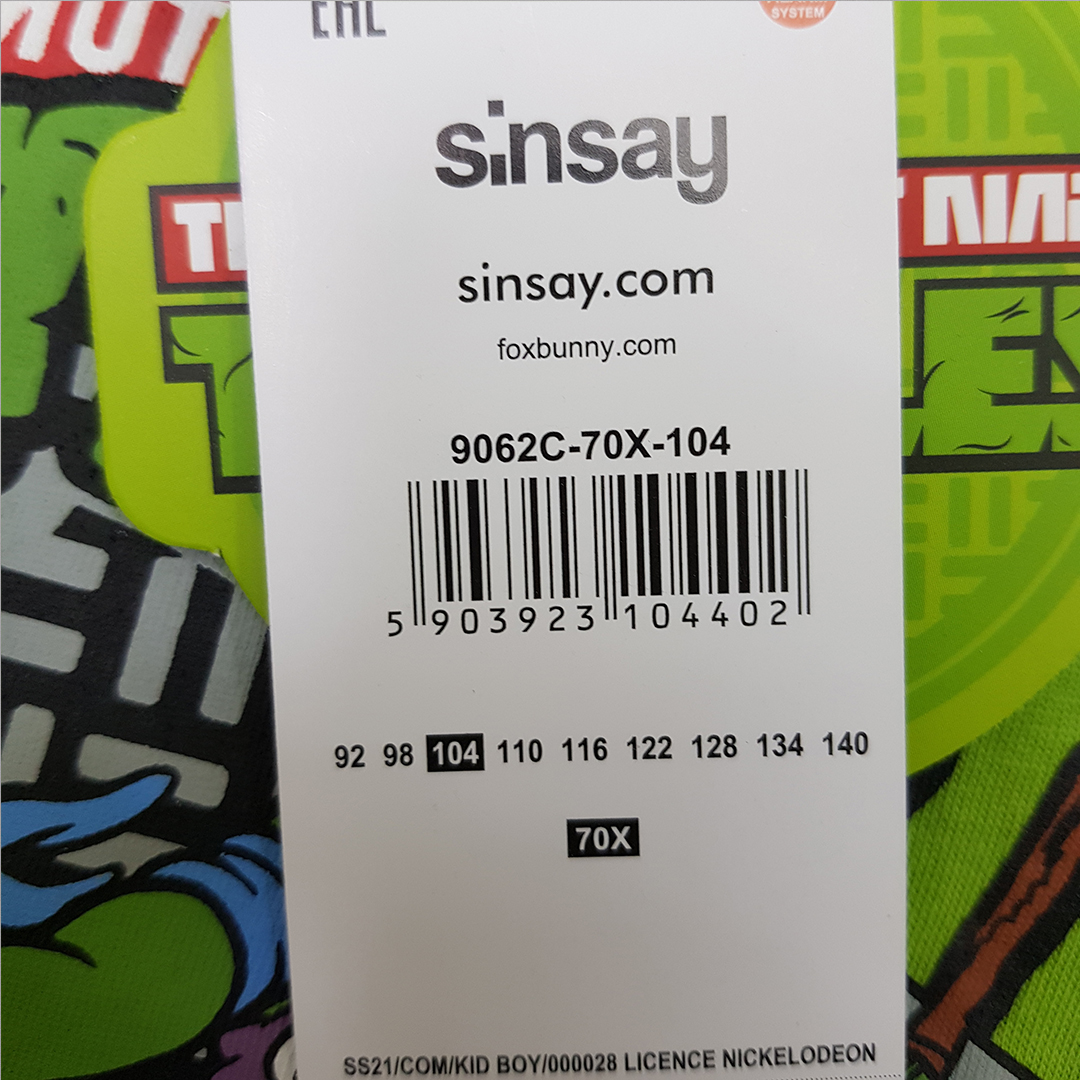 EAC
SYSTEM
sinsay
sinsay.com
foxbunny.com
9062C-70X-104
5 903923 104402
92 98 104 110 116 122 128 134 140
70X
SS21/COM/KID BOY/000028 LICENCE NICKELODEON